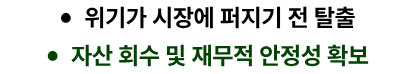 • 위기가 시장에 퍼지기 전 탈출
• 자산 회수 및 재무적 안정성 확보